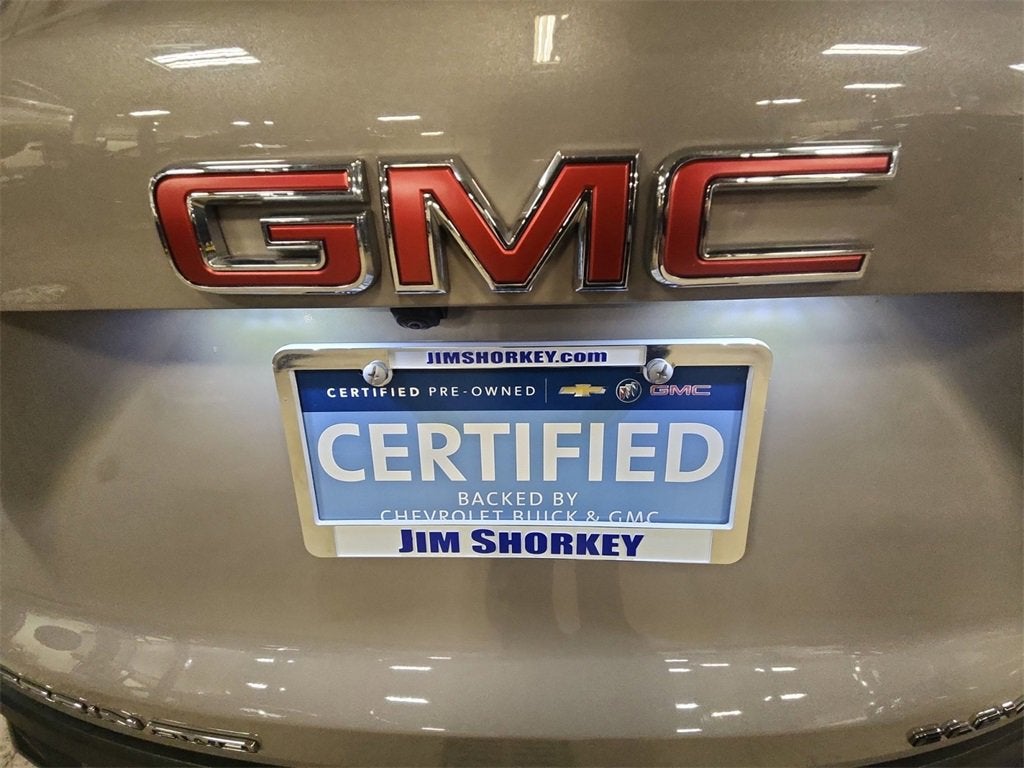 GMC
JIMSHORKEY.com
CERTIFIED PRE-OWNED GMC
CERTIFIED
BACKED BY
CHEVROLET BUICK & GMC
JIM SHORKEY